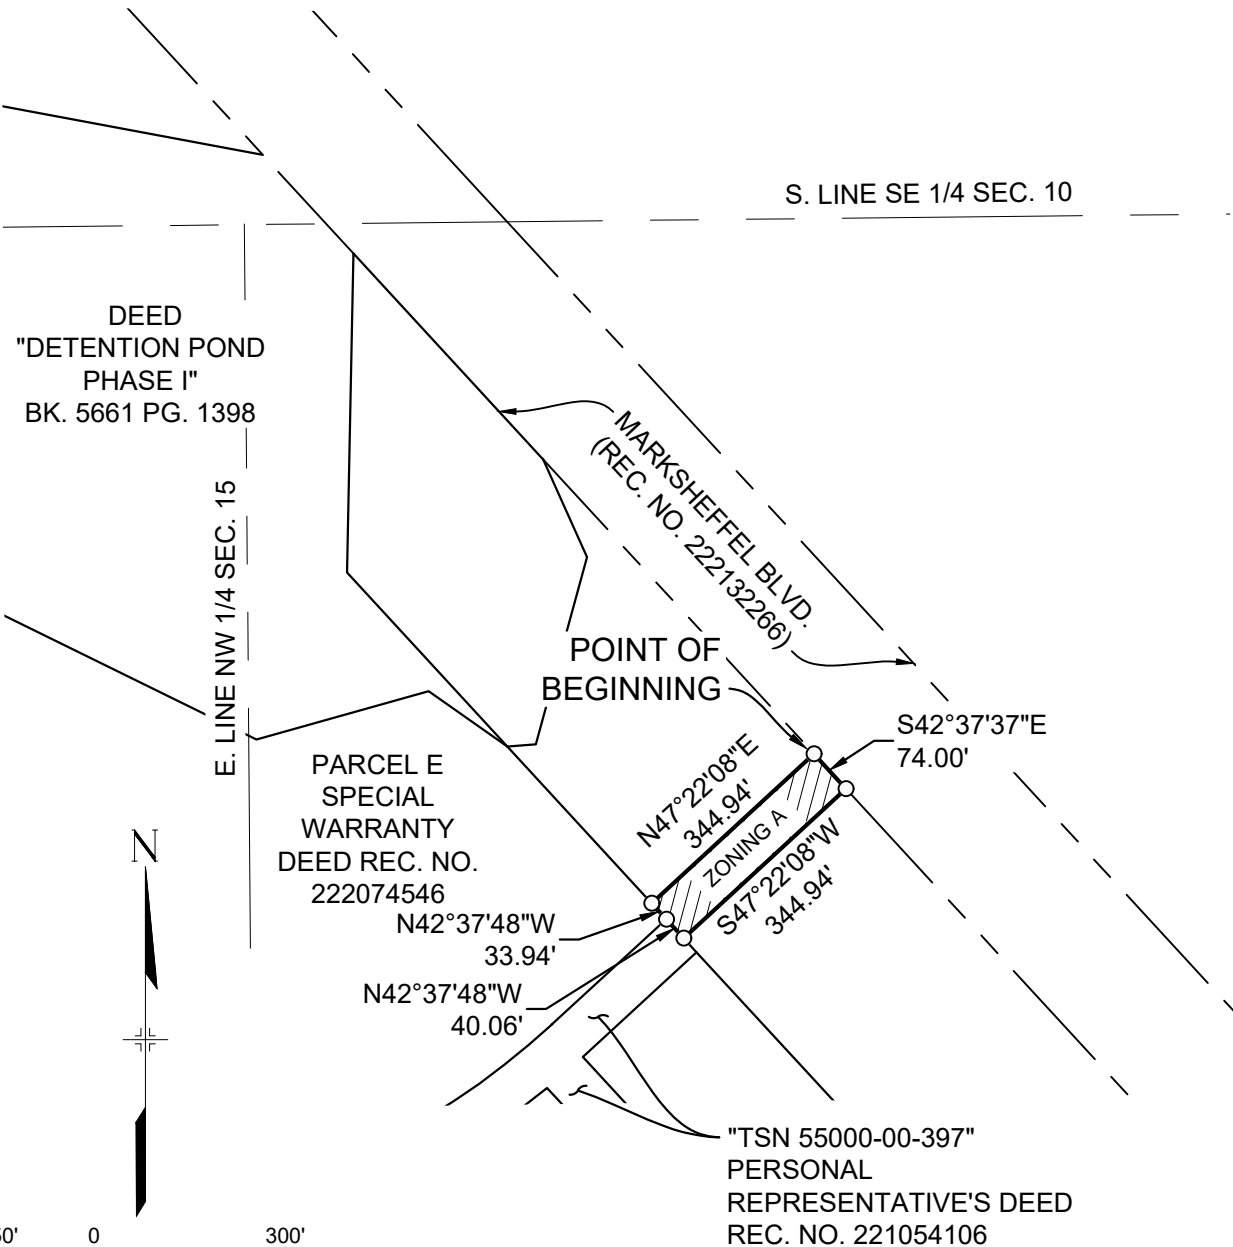 S. LINE SE 1/4 SEC. 10
DEED
"DETENTION POND
PHASE I"
BK. 5661 PG. 1398
E. LINE NW 1/4 SEC. 15
MARKSHEFFEL BLVD.
(REC. NO. 222132266)
POINT OF
BEGINNING
S42°37'37"E
74.00'
N47°22'08"E
344.94'
ZONING A
S47°22'08"W
344.94'
PARCEL E
SPECIAL
WARRANTY
DEED REC. NO.
222074546
N42°37'48"W
33.94'
N42°37'48"W
40.06'
N
"TSN 55000-00-397"
PERSONAL
REPRESENTATIVE'S DEED
REC. NO. 221054106
0 300'